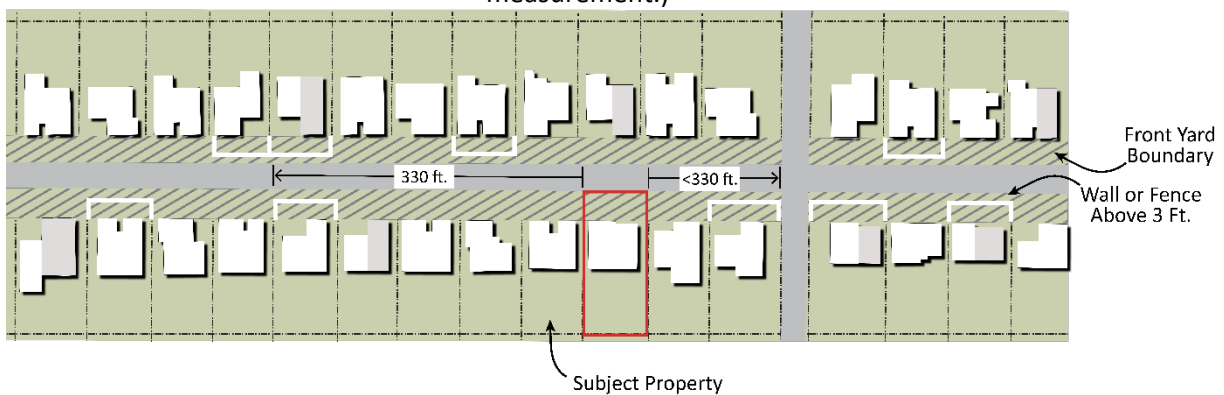 measurement.)
330 ft.
<330 ft.
Front Yard
Boundary
Wall or Fence
Above 3 Ft.
Subject Property